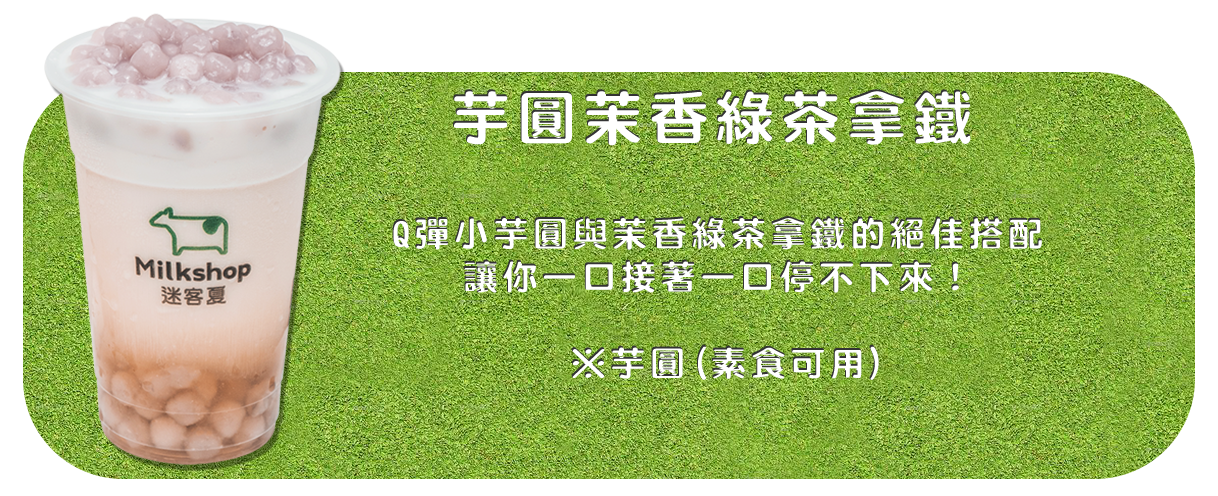 芋圓茉香綠茶拿鐵
Q彈小芋圓與茉香綠茶拿鐵的絕佳搭配
讓你一口接著一口停不下來！
※芋圓(素食可用)
Milkshop
迷客夏